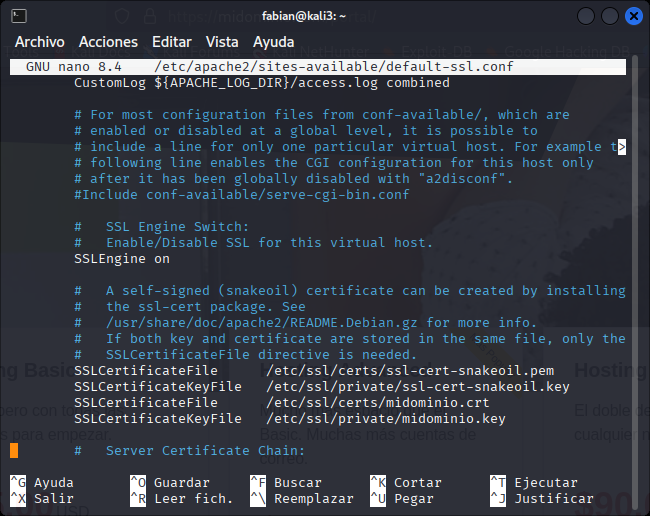 fabian@kali3: ~
Archivo Acciones Editar Vista Ayuda
GNU nano 8.4 /etc/apache2/sites-available/default-ssl.conf
CustomLog ${APACHE_LOG_DIR}/access.log combined
# For most configuration files from conf-available/, which are
# enabled or disabled at a global level, it is possible to
# include a line for only one particular virtual host. For example t>
# following line enables the CGI configuration for this host only
# after it has been globally disabled with "a2disconf".
#Include conf-available/serve-cgi-bin.conf
# SSL Engine Switch:
# Enable/Disable SSL for this virtual host.
SSLEngine on
# A self-signed (snakeoil) certificate can be created by installing
# the ssl-cert package. See
# /usr/share/doc/apache2/README.Debian.gz for more info.
# If both key and certificate are stored in the same file, only the
# SSLCertificateFile directive is needed.
SSLCertificateFile /etc/ssl/certs/ssl-cert-snakeoil.pem
SSLCertificateKeyFile /etc/ssl/private/ssl-cert-snakeoil.key
SSLCertificateFile /etc/ssl/certs/midominio.crt
SSLCertificateKeyFile /etc/ssl/private/midominio.key
# Server Certificate Chain:
^G Ayuda ^O Guardar ^F Buscar ^K Cortar ^T Ejecutar
^X Salir ^R Leer fich. ^\ Reemplazar ^U Pegar ^J Justificar